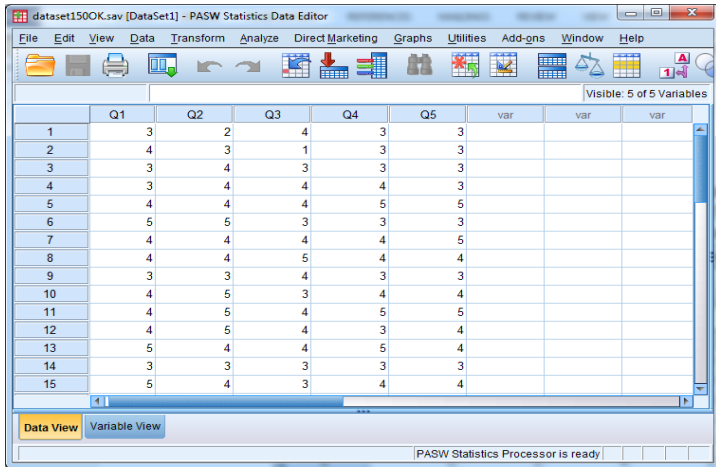 dataset150OK.sav [DataSet1] - PASW Statistics Data Editor
File Edit View Data Transform Analyze Direct Marketing Graphs Utilities Add-ons Window Help
Visible: 5 of 5 Variables
Q1 Q2 Q3 Q4 Q5 var var var
1 3 2 4 3 3
2 4 3 1 3 3
3 3 4 3 3 3
4 3 4 4 4 3
5 4 4 4 5 5
6 5 5 3 3 3
7 4 4 4 4 5
8 4 4 5 4 4
9 3 3 4 3 3
10 4 5 3 4 4
11 4 5 4 5 5
12 4 5 4 3 4
13 5 4 4 5 4
14 3 3 3 3 3
15 5 4 3 4 4
Data View Variable View
PASW Statistics Processor is ready